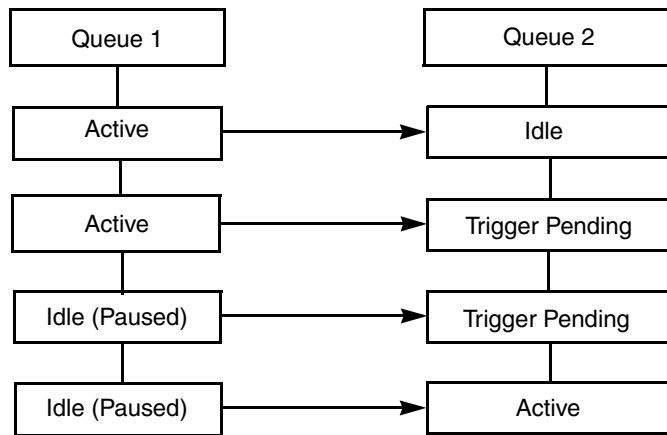 Queue 1
Queue 2
Active
Idle
Active
Trigger Pending
Idle (Paused)
Trigger Pending
Idle (Paused)
Active